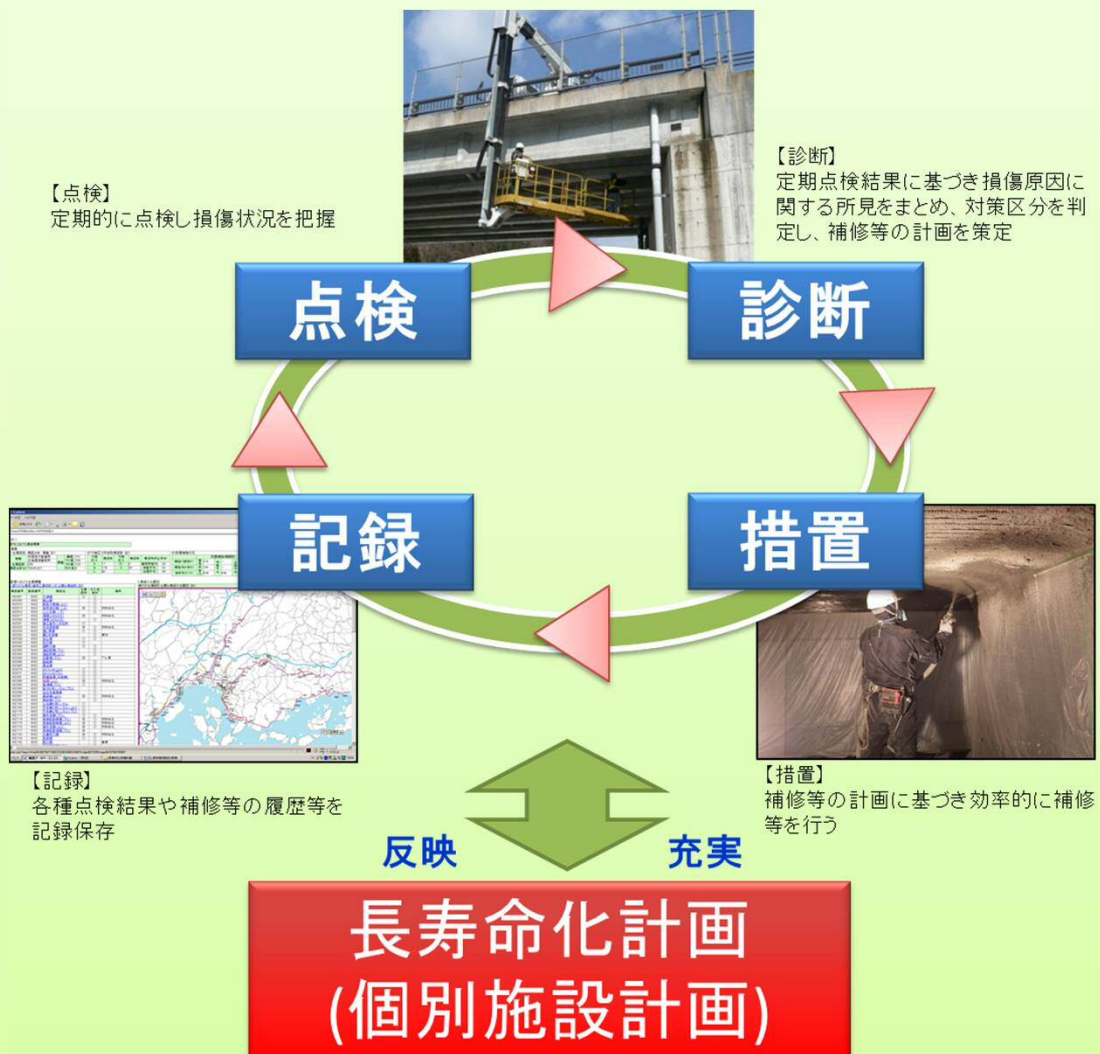 【点検】
定期的に点検し損傷状況を把握
【診断】
定期点検結果に基づき損傷原因に
関する所見をまとめ、対策区分を判
定し、補修等の計画を策定
点検
診断
記録
措置
【記録】
各種点検結果や補修等の履歴等を
記録保存
【措置】
補修等の計画に基づき効率的に補修
等を行う
反映
充実
長寿命化計画
(個別施設計画)